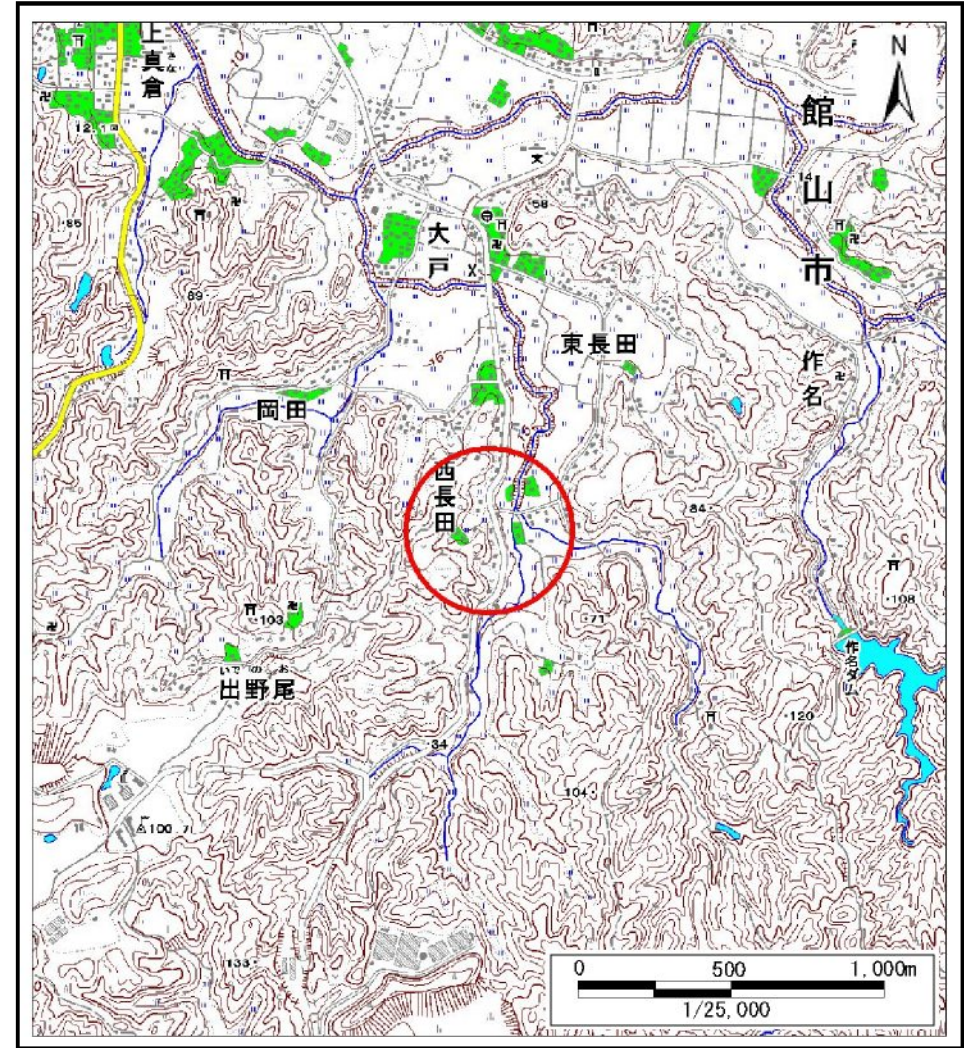 上真倉
さな
N
館山市
12.1
14
58
85
大戸
89
東長田
作名
岡田
西長田
84
103
71
108
いでのお
出野尾
作名ダム
120
34
104
100.7
133
0 500 1,000m
1/25,000